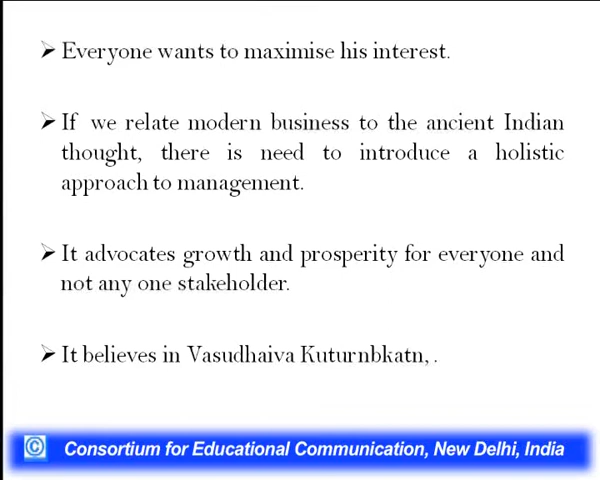 ➢ Everyone wants to maximise his interest.
➢ If we relate modern business to the ancient Indian
thought, there is need to introduce a holistic
approach to management.
➢ It advocates growth and prosperity for everyone and
not any one stakeholder.
➢ It believes in Vasudhaiva Kuturnbkatn, .
© Consortium for Educational Communication, New Delhi, India